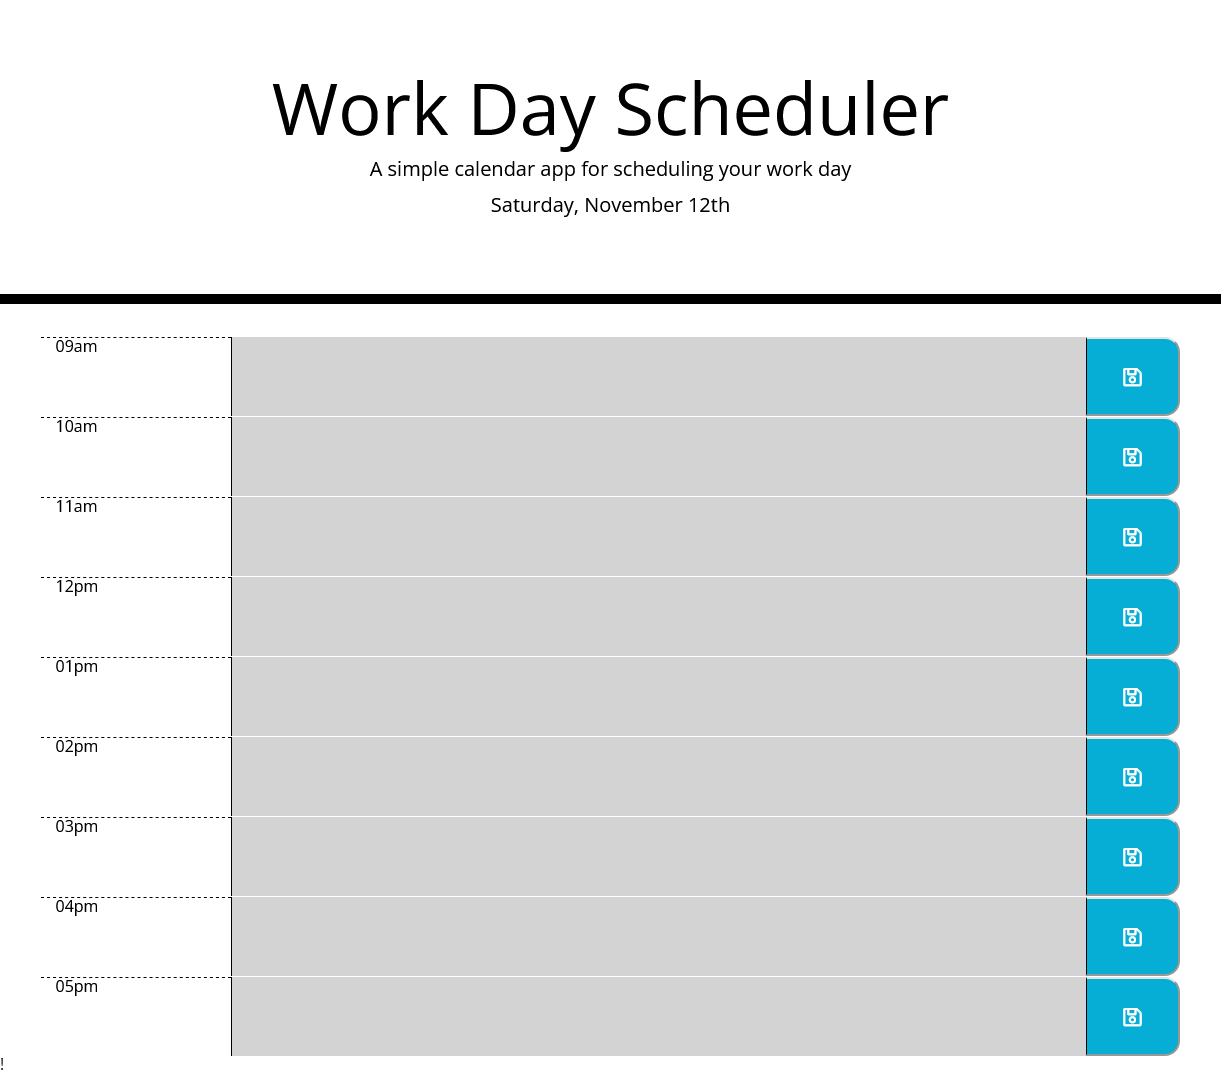 Work Day Scheduler
A simple calendar app for scheduling your work day
Saturday, November 12th
09am
10am
11am
12pm
01pm
02pm
03pm
04pm
05pm
!